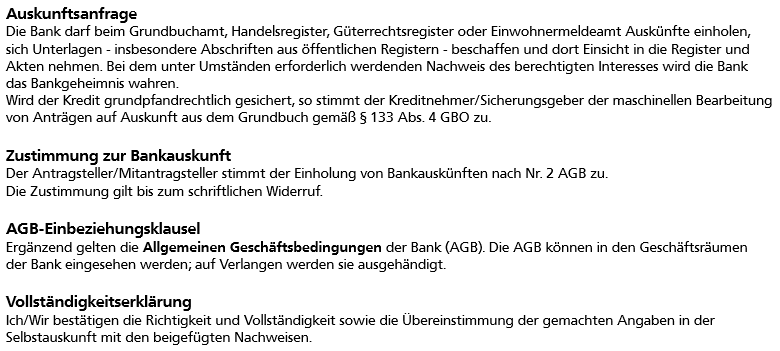 Auskunftsanfrage
Die Bank darf beim Grundbuchamt, Handelsregister, Güterrechtsregister oder Einwohnermeldeamt Auskünfte einholen,
sich Unterlagen - insbesondere Abschriften aus öffentlichen Registern - beschaffen und dort Einsicht in die Register und
Akten nehmen. Bei dem unter Umständen erforderlich werdenden Nachweis des berechtigten Interesses wird die Bank
das Bankgeheimnis wahren.
Wird der Kredit grundpfandrechtlich gesichert, so stimmt der Kreditnehmer/Sicherungsgeber der maschinellen Bearbeitung
von Anträgen auf Auskunft aus dem Grundbuch gemäß § 133 Abs. 4 GBO zu.
Zustimmung zur Bankauskunft
Der Antragsteller/Mitantragsteller stimmt der Einholung von Bankauskünften nach Nr. 2 AGB zu.
Die Zustimmung gilt bis zum schriftlichen Widerruf.
AGB-Einbeziehungsklausel
Ergänzend gelten die Allgemeinen Geschäftsbedingungen der Bank (AGB). Die AGB können in den Geschäftsräumen
der Bank eingesehen werden; auf Verlangen werden sie ausgehändigt.
Vollständigkeitserklärung
Ich/Wir bestätigen die Richtigkeit und Vollständigkeit sowie die Übereinstimmung der gemachten Angaben in der
Selbstauskunft mit den beigefügten Nachweisen.